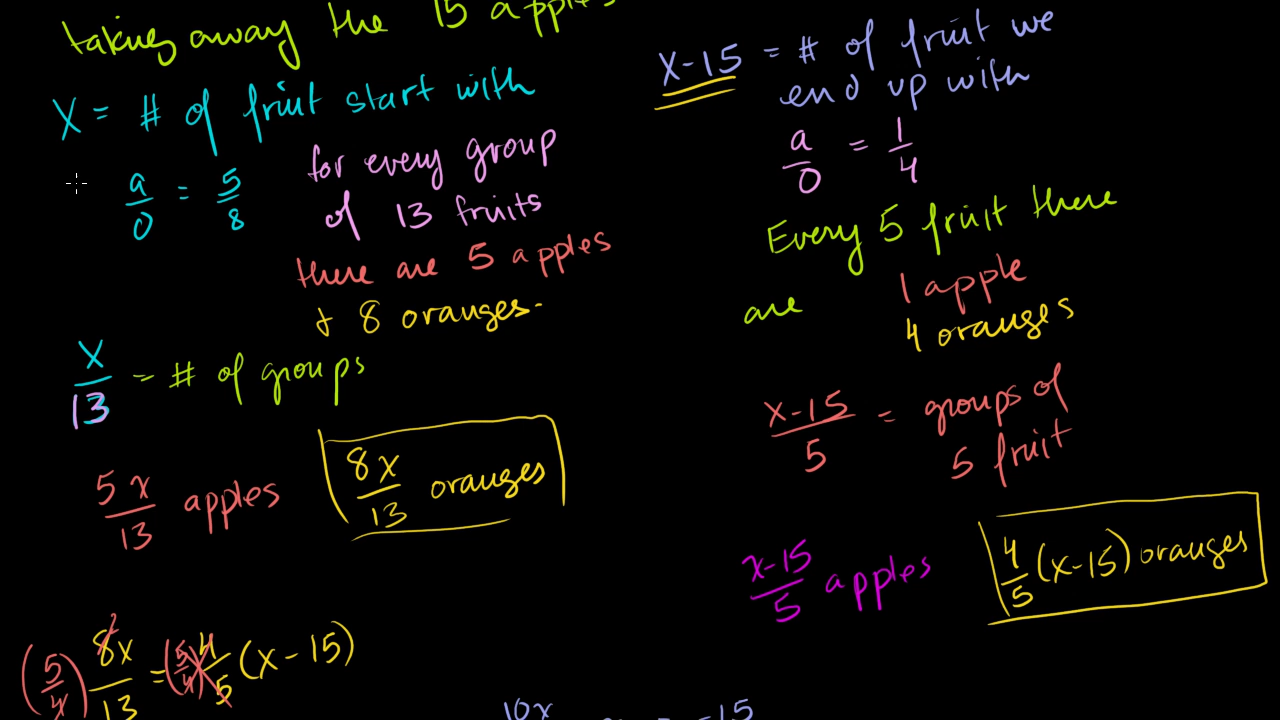 taking away the 15 apples
X = # of fruit start with
a/o = 5/8
for every group
of 13 fruits
there are 5 apples
& 8 oranges.
x/13 = # of groups
5x/13 apples
8x/13 oranges
(5/4) 8x/13 = (5/4) 4/5 (x - 15)
2
x-15 = # of fruit we
end up with
a/o = 1/4
Every 5 fruit there
are
1 apple
4 oranges
x-15/5 = groups of
5 fruit
x-15/5 apples
4/5 (x-15) oranges
10x
-15